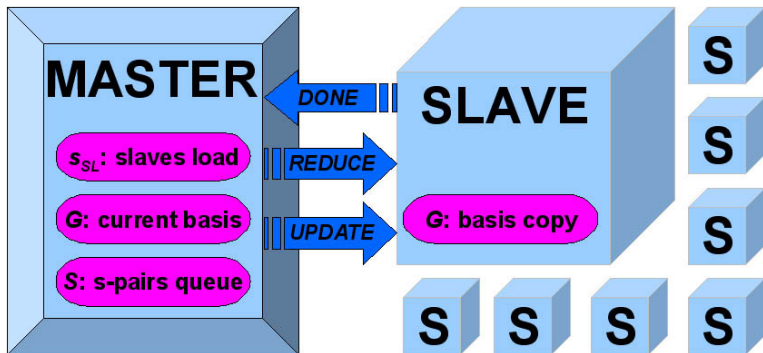 MASTER
s_SL: slaves load
G: current basis
S: s-pairs queue
DONE
REDUCE
UPDATE
SLAVE
G: basis copy
S
S
S
S
S
S
S